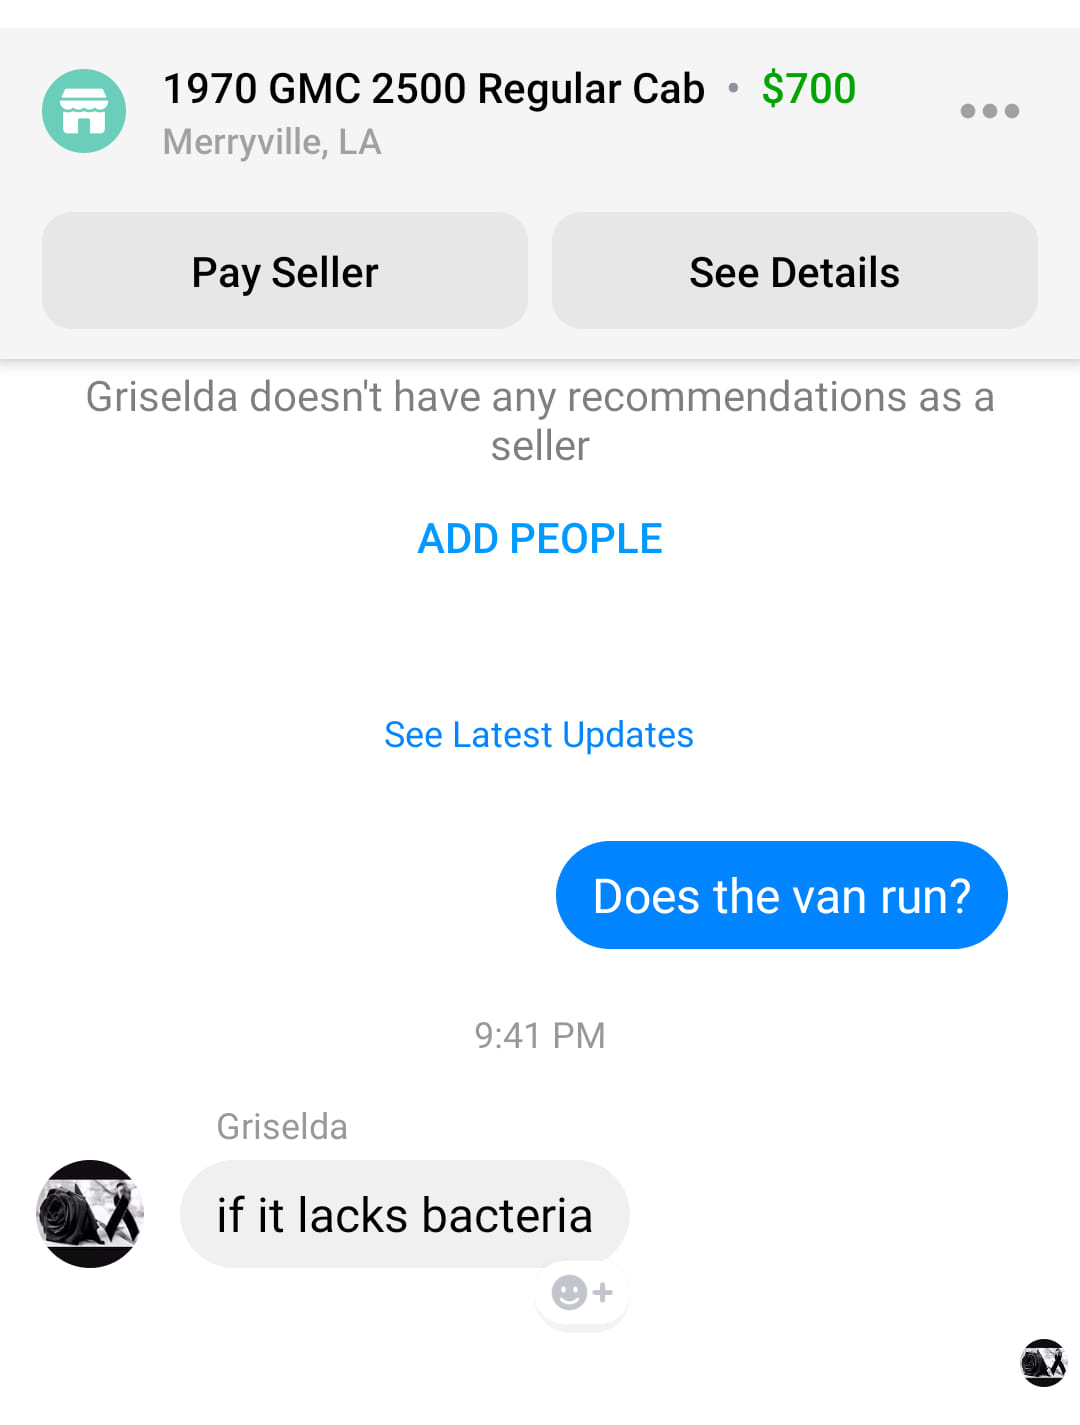 1970 GMC 2500 Regular Cab • $700
Merryville, LA
Pay Seller
See Details
Griselda doesn't have any recommendations as a
seller
ADD PEOPLE
See Latest Updates
Does the van run?
9:41 PM
Griselda
if it lacks bacteria